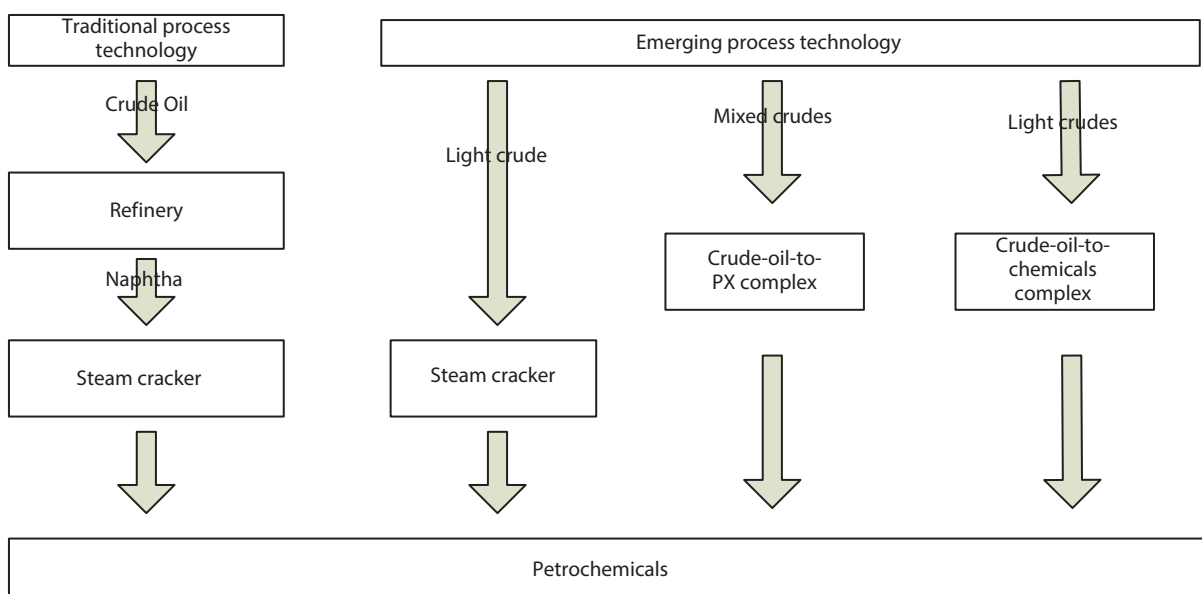 Traditional process
technology
Emerging process technology
Crude Oil
Mixed crudes
Light crudes
Light crude
Refinery
Crude-oil-to-
PX complex
Crude-oil-to-
chemicals
complex
Naphtha
Steam cracker
Steam cracker
Petrochemicals